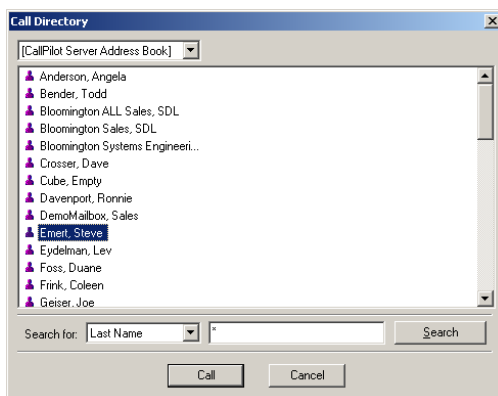 Call Directory
[CallPilot Server Address Book]
Anderson, Angela
Bender, Todd
Bloomington ALL Sales, SDL
Bloomington Sales, SDL
Bloomington Systems Engineeri...
Crosser, Dave
Cube, Empty
Davenport, Ronnie
DemoMailbox, Sales
Emert, Steve
Eydelman, Lev
Foss, Duane
Frink, Coleen
Geiser, Joe
Search for: Last Name * Search
Call Cancel